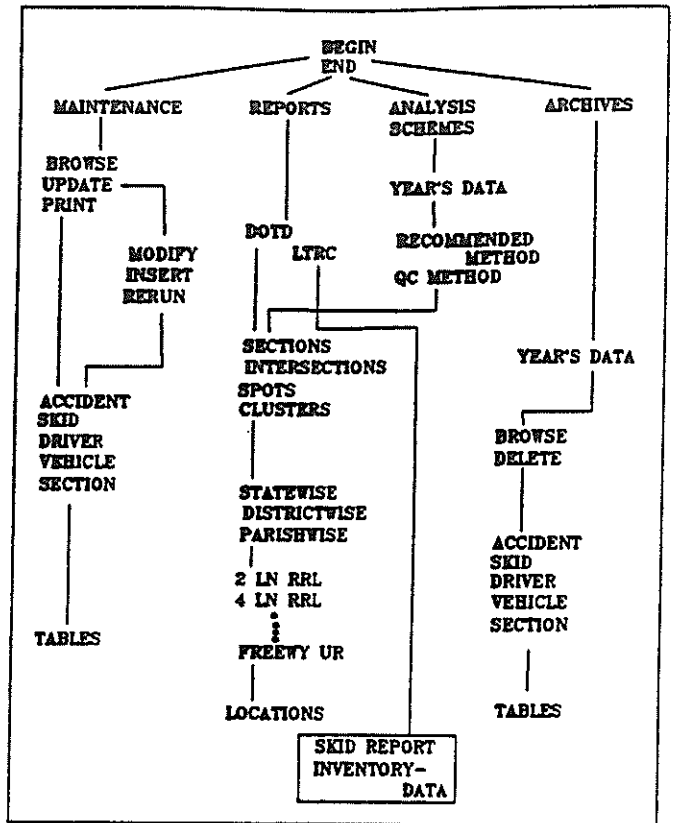 BEGIN
END
MAINTENANCE
REPORTS
ANALYSIS
SCHEMES
ARCHIVES
BROWSE
UPDATE
PRINT
MODIFY
INSERT
RERUN
ACCIDENT
SKID
DRIVER
VEHICLE
SECTION
TABLES
DOTD
LTRC
YEAR'S DATA
RECOMMENDED
METHOD
QC METHOD
SECTIONS
INTERSECTIONS
SPOTS
CLUSTERS
STATEWISE
DISTRICTWISE
PARISHWISE
2 LN RRL
4 LN RRL
FREEWY UR
LOCATIONS
SKID REPORT
INVENTORY-
DATA
YEAR'S DATA
BROWSE
DELETE
ACCIDENT
SKID
DRIVER
VEHICLE
SECTION
TABLES